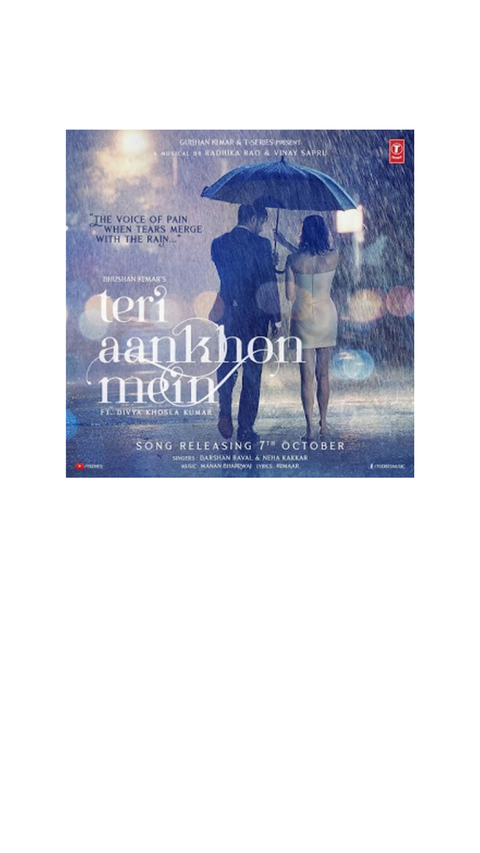 GULSHAN KUMAR & T-SERIES PRESENT
A MUSICAL BY RADHIKA RAO & VINAY SAPRU
T
"THE VOICE OF PAIN
WHEN TEARS MERGE
WITH THE RAIN..."
BHUSHAN KUMAR'S
teri
aankhon
mein
FT. DIVYA KHOSLA KUMAR
SONG RELEASING 7TH OCTOBER
SINGERS : DARSHAN RAVAL & NEHA KAKKAR
MUSIC : MANAN BHARDWAJ LYRICS : KUMAAR
/TSERIES
/TSERIESMUSIC